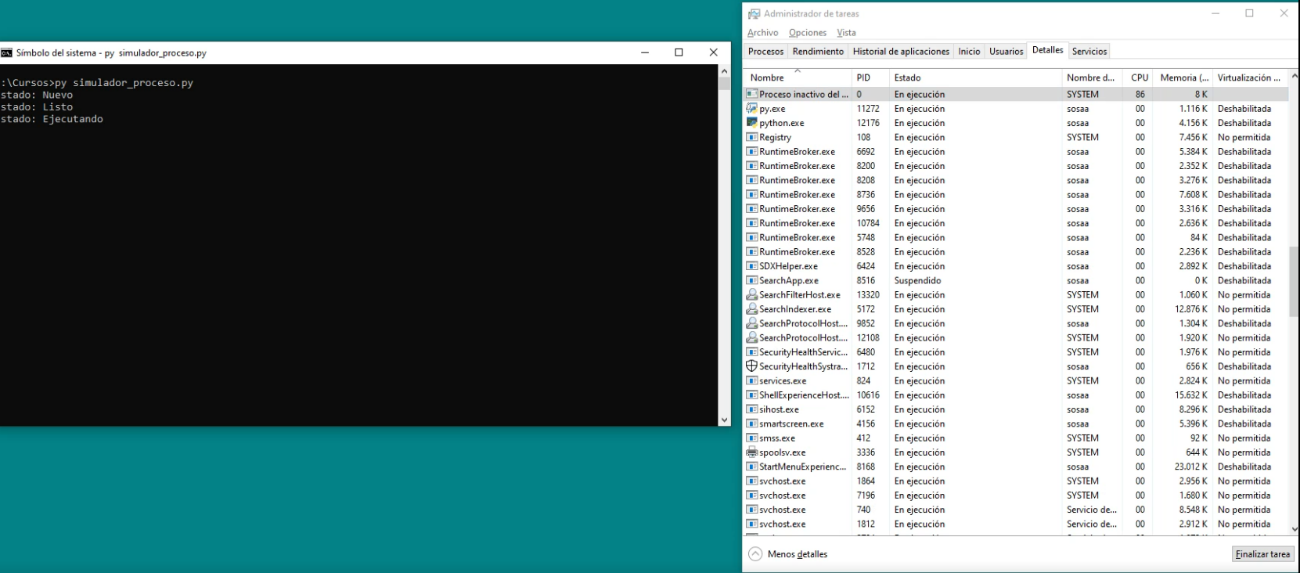 Símbolo del sistema - py simulador_proceso.py
:\Cursos>py simulador_proceso.py
stado: Nuevo
stado: Listo
stado: Ejecutando
Administrador de tareas
Archivo Opciones Vista
Procesos Rendimiento Historial de aplicaciones Inicio Usuarios Detalles Servicios
Nombre PID Estado Nombre d... CPU Memoria (... Virtualización ...
Proceso inactivo del ... 0 En ejecución SYSTEM 86 8 K
py.exe 11272 En ejecución sosaa 00 1.116 K Deshabilitada
python.exe 12176 En ejecución sosaa 00 4.156 K Deshabilitada
Registry 108 En ejecución SYSTEM 00 7.456 K No permitida
RuntimeBroker.exe 6692 En ejecución sosaa 00 5.384 K Deshabilitada
RuntimeBroker.exe 8200 En ejecución sosaa 00 2.352 K Deshabilitada
RuntimeBroker.exe 8208 En ejecución sosaa 00 3.276 K Deshabilitada
RuntimeBroker.exe 8736 En ejecución sosaa 00 7.608 K Deshabilitada
RuntimeBroker.exe 9656 En ejecución sosaa 00 3.316 K Deshabilitada
RuntimeBroker.exe 10784 En ejecución sosaa 00 2.636 K Deshabilitada
RuntimeBroker.exe 5748 En ejecución sosaa 00 84 K Deshabilitada
RuntimeBroker.exe 8528 En ejecución sosaa 00 2.236 K Deshabilitada
SDXHelper.exe 6424 En ejecución sosaa 00 2.892 K Deshabilitada
SearchApp.exe 8516 Suspendido sosaa 00 0 K Deshabilitada
SearchFilterHost.exe 13320 En ejecución SYSTEM 00 1.060 K No permitida
SearchIndexer.exe 5172 En ejecución SYSTEM 00 12.876 K No permitida
SearchProtocolHost.... 9852 En ejecución sosaa 00 1.304 K Deshabilitada
SearchProtocolHost.... 12108 En ejecución SYSTEM 00 1.920 K No permitida
SecurityHealthServic... 6480 En ejecución SYSTEM 00 1.976 K No permitida
SecurityHealthSystra... 1712 En ejecución sosaa 00 656 K Deshabilitada
services.exe 824 En ejecución SYSTEM 00 2.824 K No permitida
ShellExperienceHost.... 10616 En ejecución sosaa 00 15.632 K Deshabilitada
sihost.exe 6152 En ejecución sosaa 00 8.296 K Deshabilitada
smartscreen.exe 4156 En ejecución sosaa 00 5.396 K Deshabilitada
smss.exe 412 En ejecución SYSTEM 00 92 K No permitida
spoolsv.exe 3336 En ejecución SYSTEM 00 644 K No permitida
StartMenuExperienc... 8168 En ejecución sosaa 00 23.012 K Deshabilitada
svchost.exe 1864 En ejecución SYSTEM 00 2.956 K No permitida
svchost.exe 7196 En ejecución SYSTEM 00 1.680 K No permitida
svchost.exe 740 En ejecución Servicio de... 00 8.548 K No permitida
svchost.exe 1812 En ejecución Servicio de... 00 2.912 K No permitida
Menos detalles
Finalizar tarea